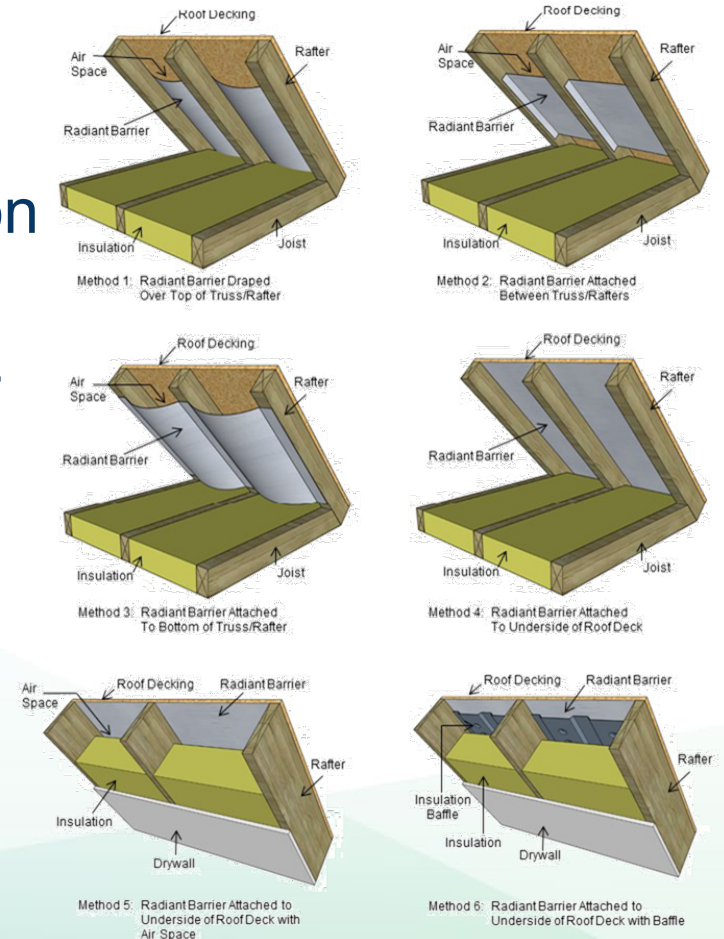 Roof Decking
Air
Space
Rafter
Radiant Barrier
Insulation
Joist
Method 1: Radiant Barrier Draped
Over Top of Truss/Rafter
Roof Decking
Air
Space
Rafter
Radiant Barrier
Insulation
Joist
Method 2: Radiant Barrier Attached
Between Truss/Rafters
on
Roof Decking
Air
Space
Rafter
Radiant Barrier
Insulation
Joist
Method 3: Radiant Barrier Attached
To Bottom of Truss/Rafter
Roof Decking
Rafter
Radiant Barrier
Insulation
Joist
Method 4: Radiant Barrier Attached
To Underside of Roof Deck
Air
Space
Roof Decking
Radiant Barrier
Rafter
Insulation
Drywall
Method 5: Radiant Barrier Attached to
Underside of Roof Deck with
Air Space
Roof Decking
Radiant Barrier
Rafter
Insulation
Baffle
Insulation
Drywall
Method 6: Radiant Barrier Attached to
Underside of Roof Deck with Baffle